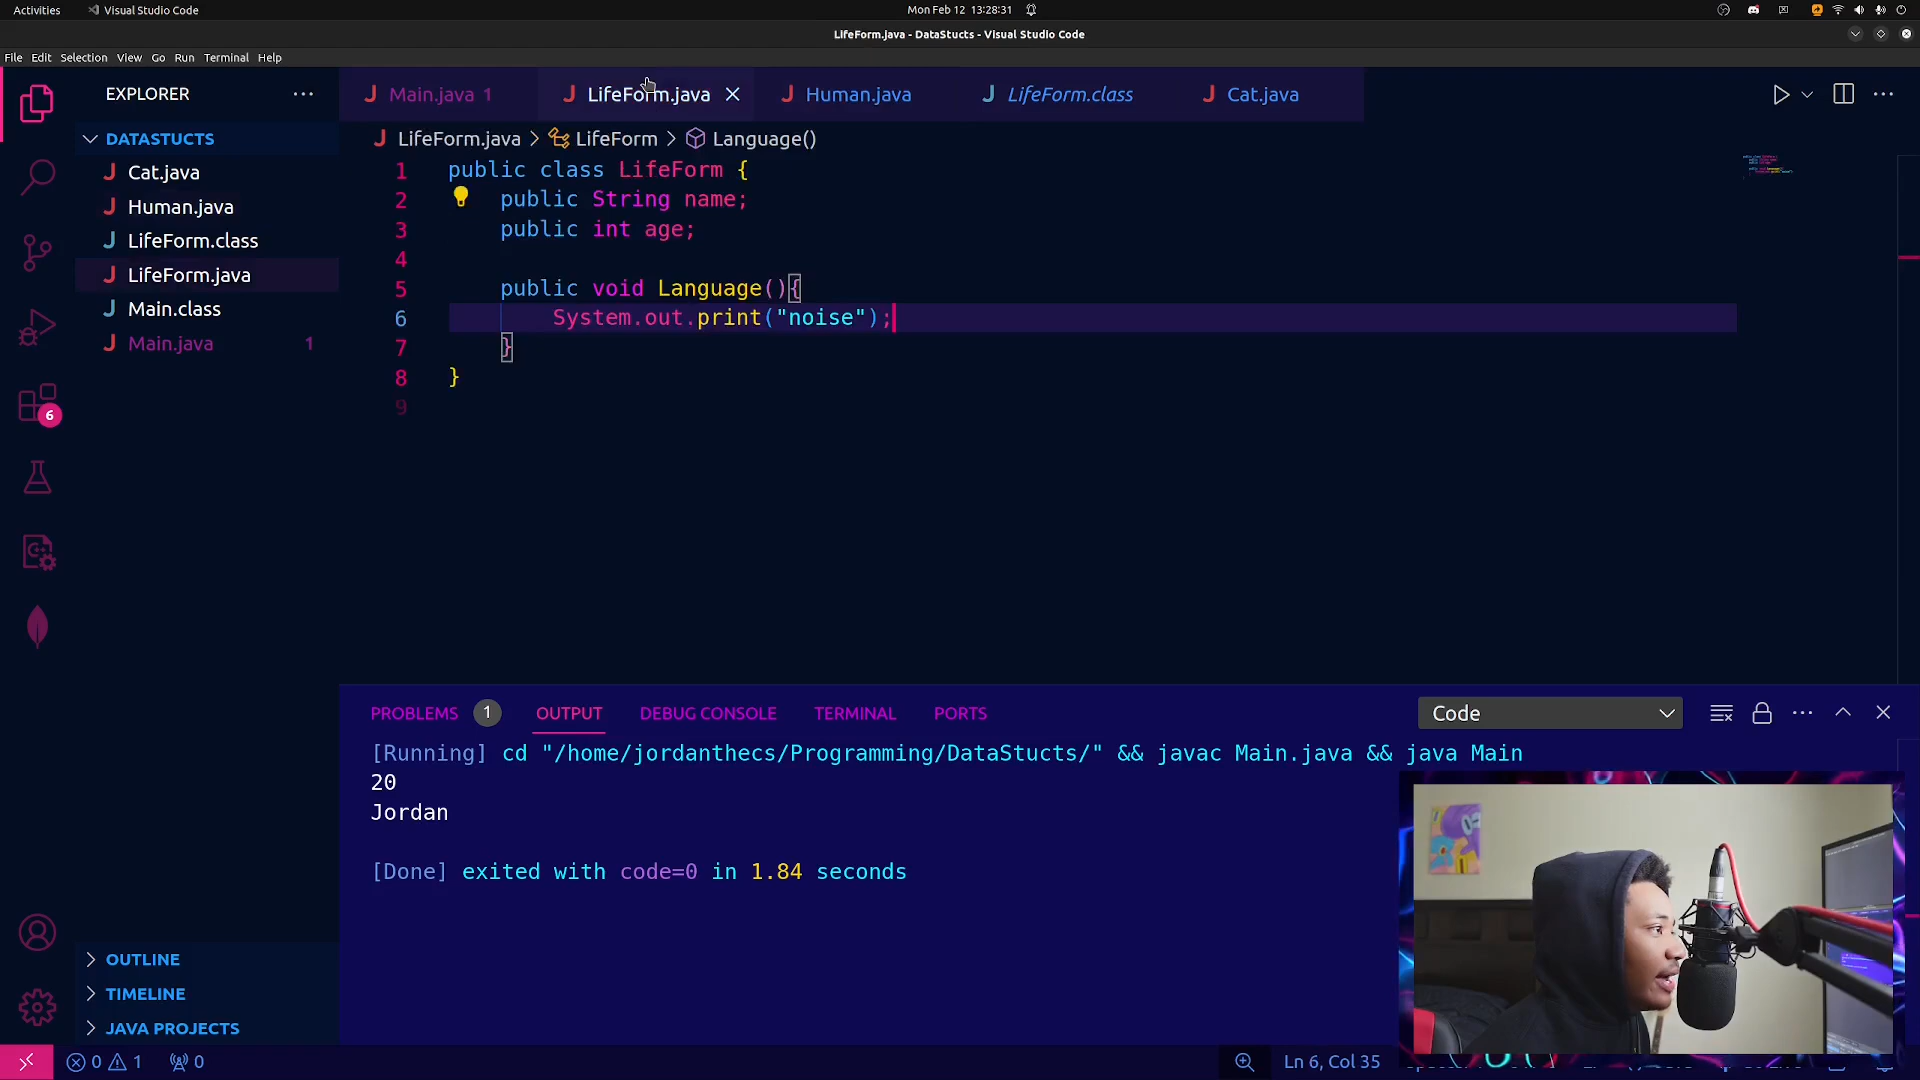 Activities Visual Studio Code Mon Feb 12 13:28:31
LifeForm.java - DataStucts - Visual Studio Code
File Edit Selection View Go Run Terminal Help
EXPLORER
Main.java 1 LifeForm.java Human.java LifeForm.class Cat.java
DATASTUCTS
Cat.java
Human.java
LifeForm.class
LifeForm.java
Main.class
Main.java 1
6
LifeForm.java > LifeForm > Language()
1 public class LifeForm {
2 public String name;
3 public int age;
4
5 public void Language(){
6 System.out.print("noise");
7 }
8 }
9
PROBLEMS 1 OUTPUT DEBUG CONSOLE TERMINAL PORTS Code
[Running] cd "/home/jordanthecs/Programming/DataStucts/" && javac Main.java && java Main
20
Jordan
[Done] exited with code=0 in 1.84 seconds
OUTLINE
TIMELINE
JAVA PROJECTS
0 1 0 Ln 6, Col 35